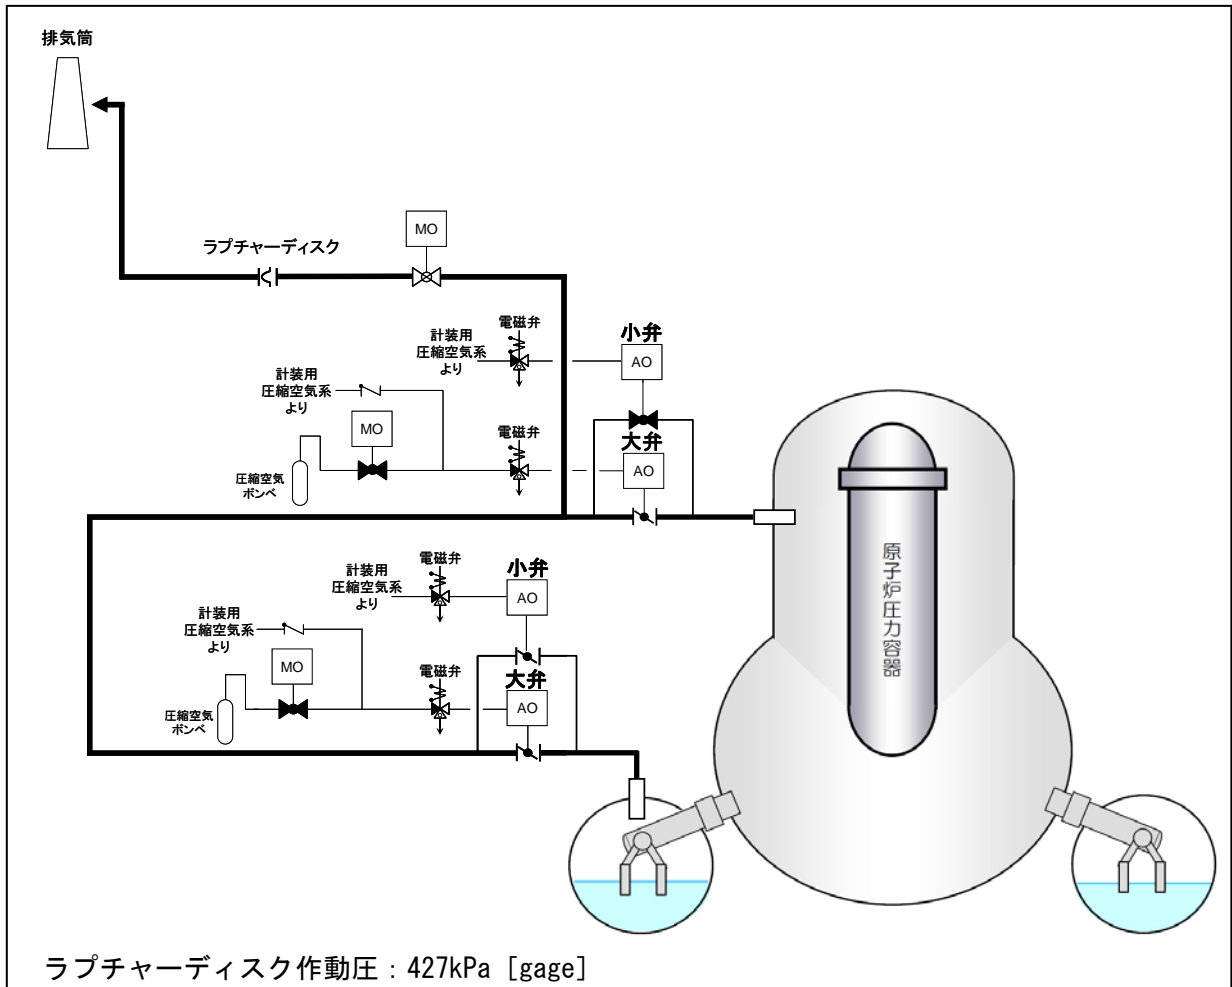 排気筒
MO
ラプチャーディスク
電磁弁
小弁
計装用
圧縮空気系
より
AO
計装用
圧縮空気系
より
MO
電磁弁
大弁
AO
圧縮空気
ボンベ
電磁弁
小弁
計装用
圧縮空気系
より
AO
計装用
圧縮空気系
より
MO
電磁弁
大弁
AO
圧縮空気
ボンベ
原子炉圧力容器
ラプチャーディスク作動圧：427kPa [gage]